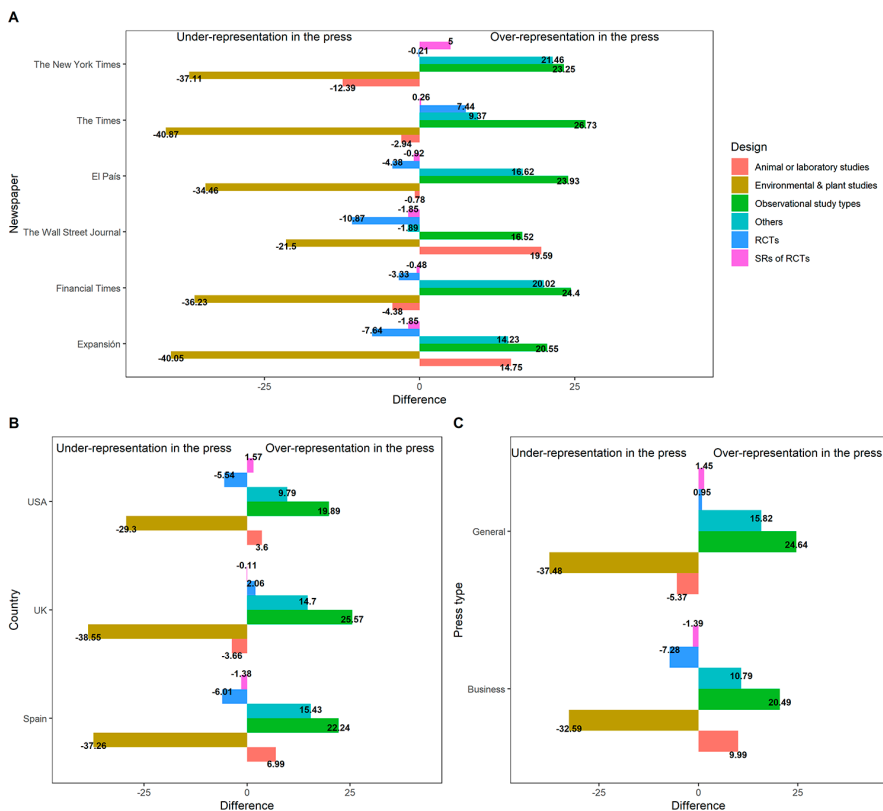 A
Under-representation in the press
Over-representation in the press
Newspaper
The New York Times
5
-0.21
21.46
23.25
-37.11
-12.39
The Times
0.26
7.44
9.37
26.73
-40.87
-2.94
El País
-0.92
-4.38
16.62
23.93
-34.46
-0.78
The Wall Street Journal
-1.85
-10.87
-1.89
16.52
-21.5
19.59
Financial Times
-0.48
-3.33
20.02
24.4
-36.23
-4.38
Expansión
-1.85
-7.64
14.23
20.55
-40.05
14.75
-25
0
25
Difference
Design
Animal or laboratory studies
Environmental & plant studies
Observational study types
Others
RCTs
SRs of RCTs
B
Under-representation in the press
Over-representation in the press
Country
USA
1.57
-5.54
9.79
19.89
-29.3
3.6
UK
-0.11
2.06
14.7
25.57
-38.55
-3.66
Spain
-1.38
-6.01
15.43
22.24
-37.26
6.99
-25
0
25
Difference
C
Under-representation in the press
Over-representation in the press
Press type
General
1.45
0.95
15.82
24.64
-37.48
-5.37
Business
-1.39
-7.28
10.79
20.49
-32.59
9.99
-25
0
25
Difference